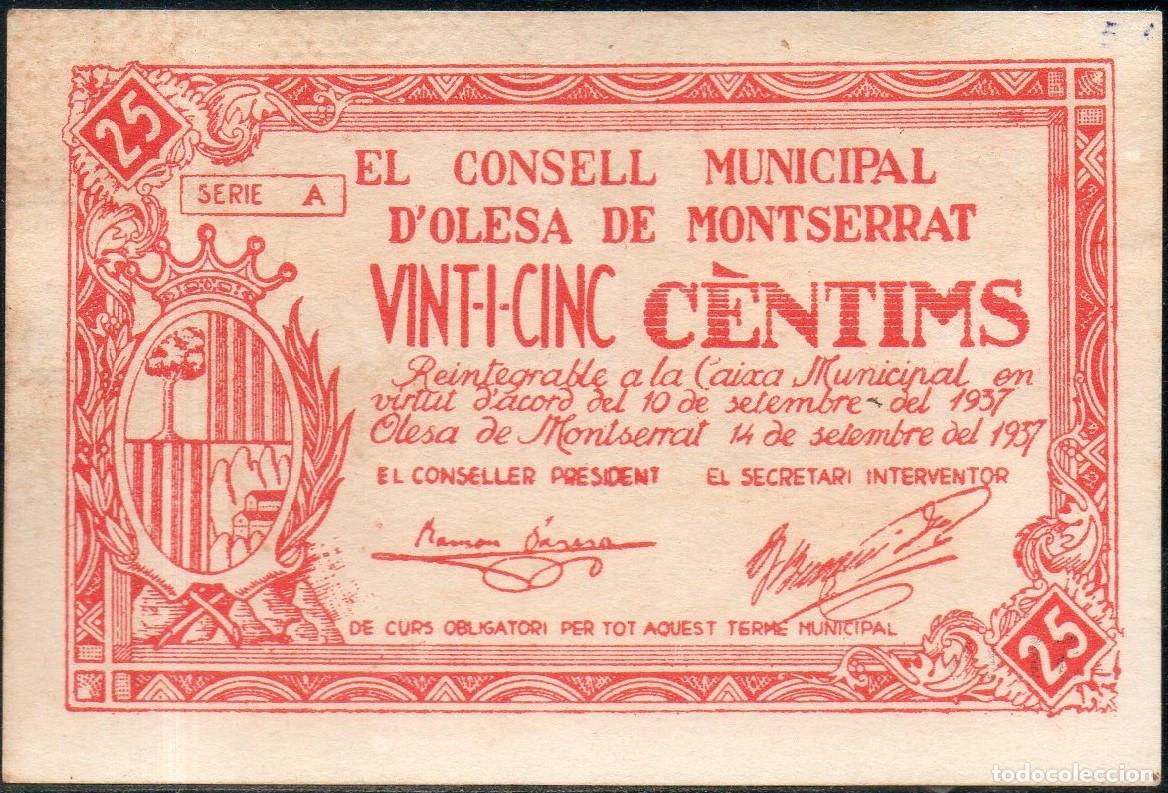 25
SERIE A
EL CONSELL MUNICIPAL
D'OLESA DE MONTSERRAT
VINT-I-CINC CÈNTIMS
Reintegrable a la Caixa Municipal en
virtut d'acord del 10 de setembre del 1937
Olesa de Montserrat 14 de setembre del 1937
EL CONSELLER PRESIDENT EL SECRETARI INTERVENTOR
Ramon
DE CURS OBLIGATORI PER TOT AQUEST TERME MUNICIPAL
25
todocoleccion